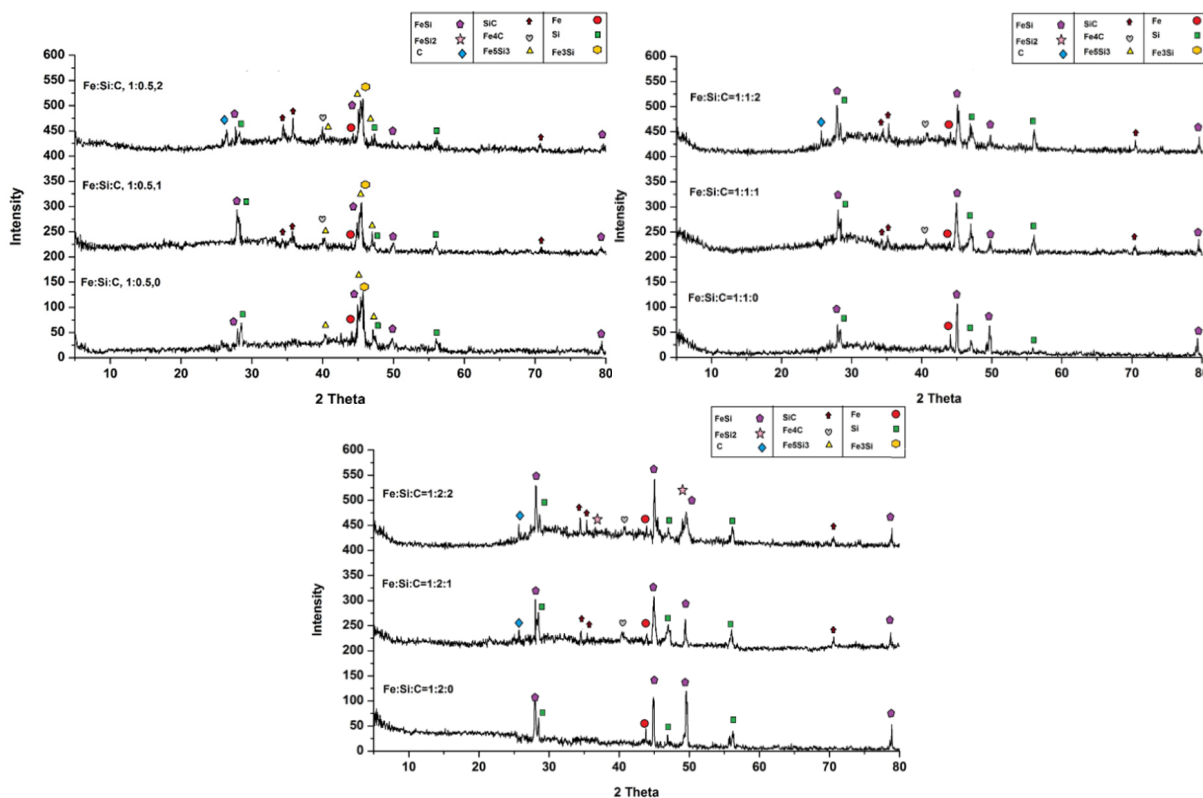 FeSi SiC Fe
FeSi2 Fe4C Si
C Fe5Si3 Fe3Si
600
550
500
450
400
350
300
250
200
150
100
50
0
Intensity
Fe:Si:C, 1:0.5,2
Fe:Si:C, 1:0.5,1
Fe:Si:C, 1:0.5,0
10 20 30 40 50 60 70 80
2 Theta
FeSi SiC Fe
FeSi2 Fe4C Si
C Fe5Si3 Fe3Si
600
550
500
450
400
350
300
250
200
150
100
50
0
Intensity
Fe:Si:C=1:1:2
Fe:Si:C=1:1:1
Fe:Si:C=1:1:0
10 20 30 40 50 60 70 80
2 Theta
FeSi SiC Fe
FeSi2 Fe4C Si
C Fe5Si3 Fe3Si
600
550
500
450
400
350
300
250
200
150
100
50
0
Intensity
Fe:Si:C=1:2:2
Fe:Si:C=1:2:1
Fe:Si:C=1:2:0
10 20 30 40 50 60 70 80
2 Theta